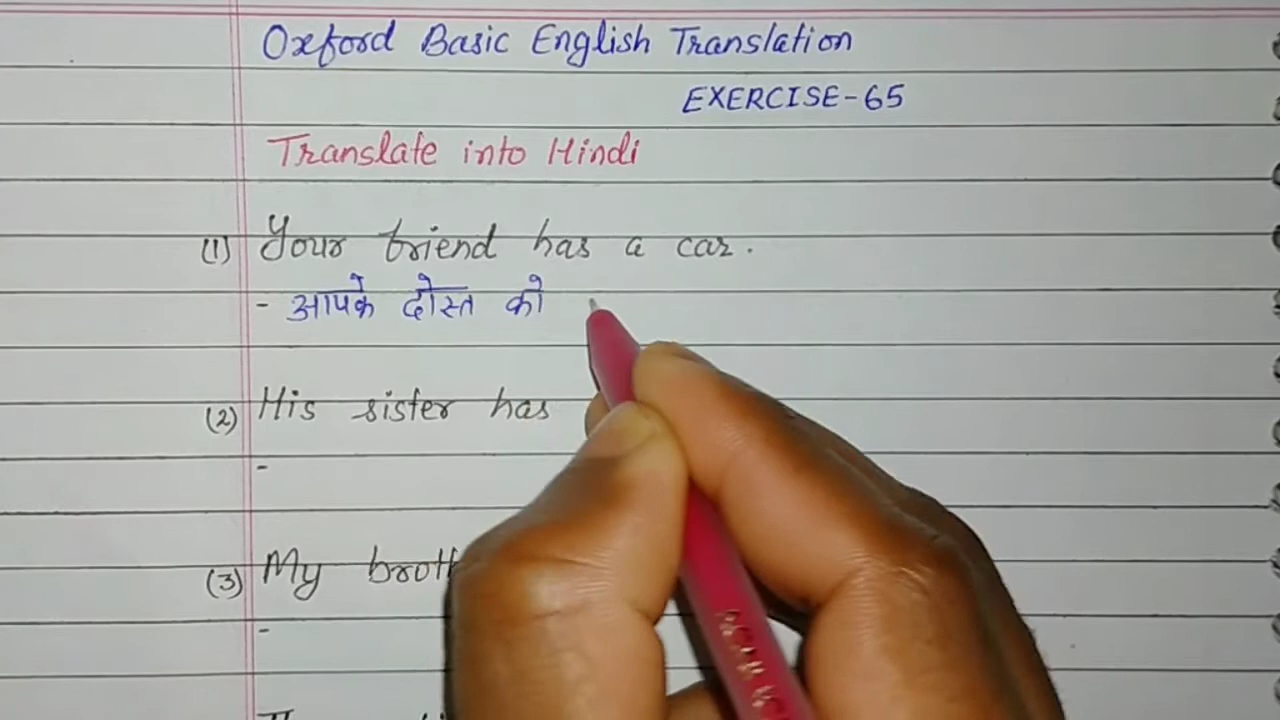 Oxford Basic English Translation
EXERCISE-65
Translate into Hindi
(1) Your friend has a car.
- आपके दोस्त को
(2) His sister has
-
(3) My
-